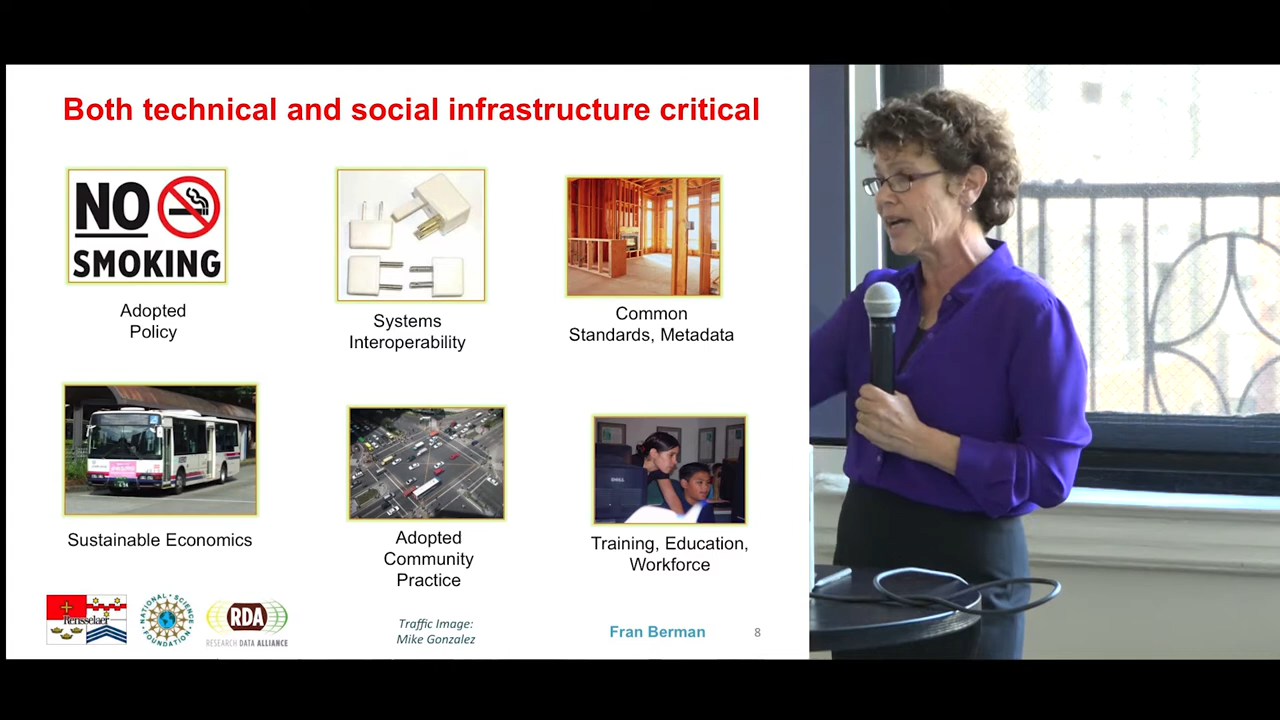 Both technical and social infrastructure critical
NO
SMOKING
Adopted
Policy
Systems
Interoperability
Common
Standards, Metadata
DELL
Sustainable Economics
Adopted
Community
Practice
Training, Education,
Workforce
Rensselaer
NATIONAL SCIENCE FOUNDATION
RDA
RESEARCH DATA ALLIANCE
Traffic Image:
Mike Gonzalez
Fran Berman
8